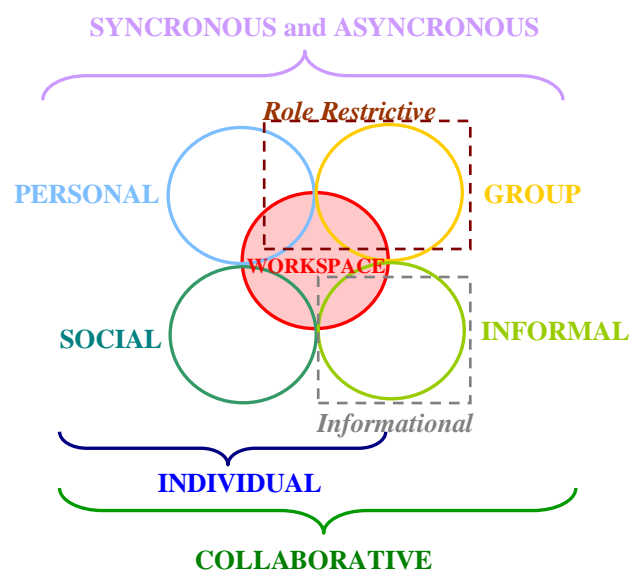 SYNCRONOUS and ASYNCRONOUS
Role Restrictive
PERSONAL
GROUP
WORKSPACE
SOCIAL
INFORMAL
Informational
INDIVIDUAL
COLLABORATIVE